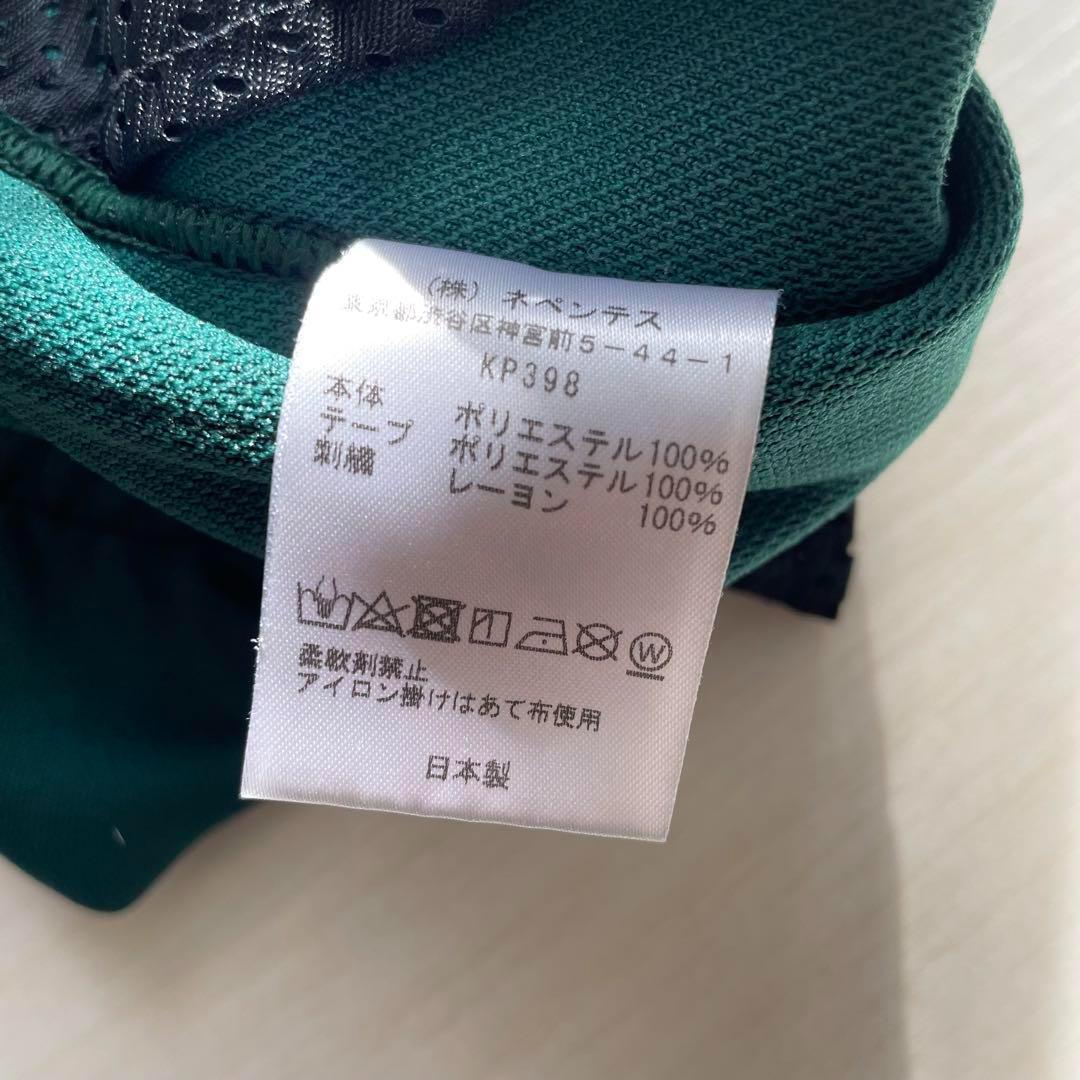 (株) ネペンテス
東京都渋谷区神宮前5-44-1
KP398
本体 ポリエステル100%
テープ ポリエステル100%
刺繍 レーヨン 100%
W
柔軟剤禁止
アイロン掛けはあて布使用
日本製